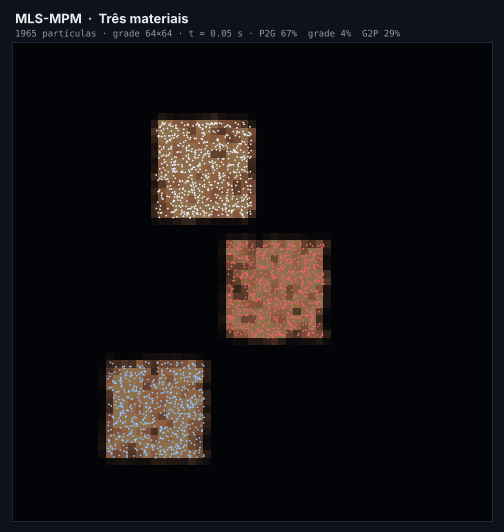 MLS-MPM · Três materiais
1965 partículas · grade 64×64 · t = 0.05 s · P2G 67% grade 4% G2P 29%